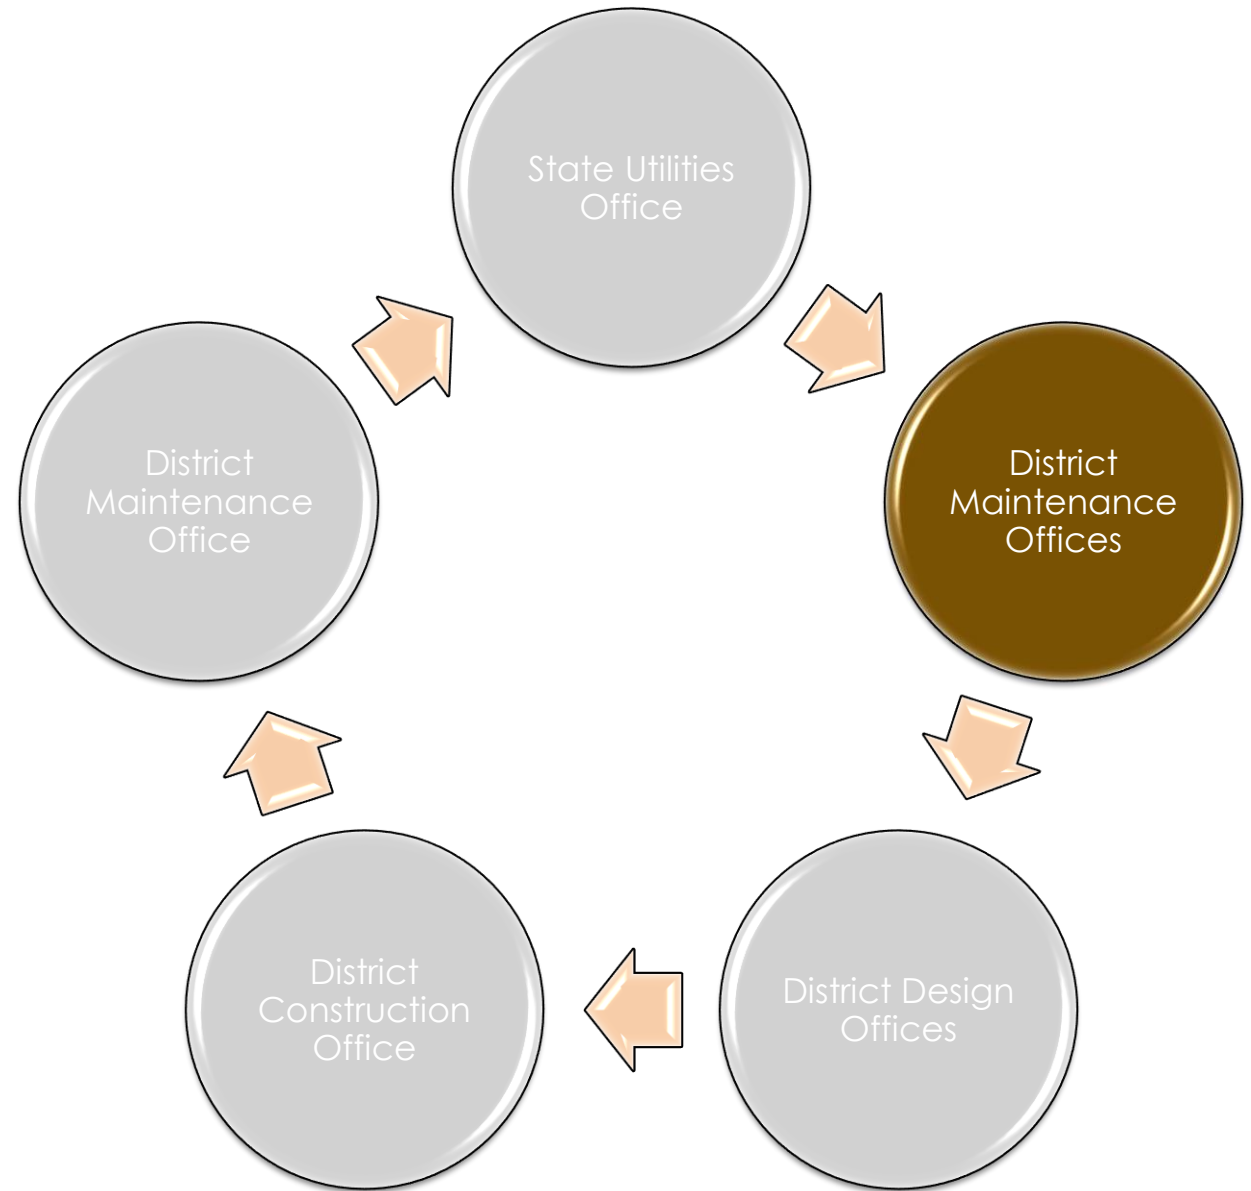 State Utilities
Office
District
Maintenance
Offices
District Design
Offices
District
Construction
Office
District
Maintenance
Office